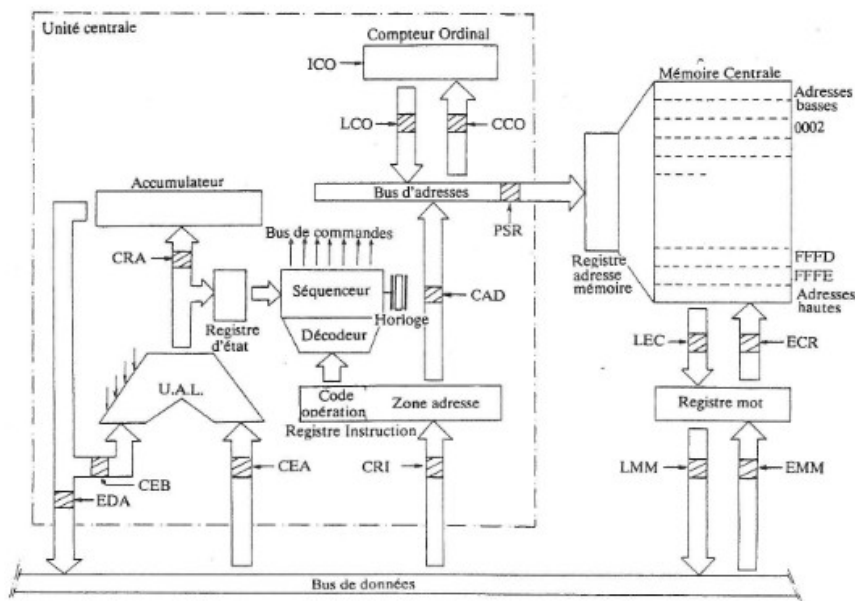 Unité centrale
Compteur Ordinal
ICO
LCO
CCO
Mémoire Centrale
Adresses
basses
0002
Accumulateur
Bus d'adresses
Bus de commandes
PSR
CRA
Séquenceur
CAD
FFFD
FFFE
Adresses
hautes
Registre
adresse
mémoire
Registre
d'état
Horloge
Décodeur
LEC
ECR
U.A.L.
Code
opération
Zone adresse
Registre Instruction
Registre mot
CEB
EDA
CEA
CRI
LMM
EMM
Bus de données